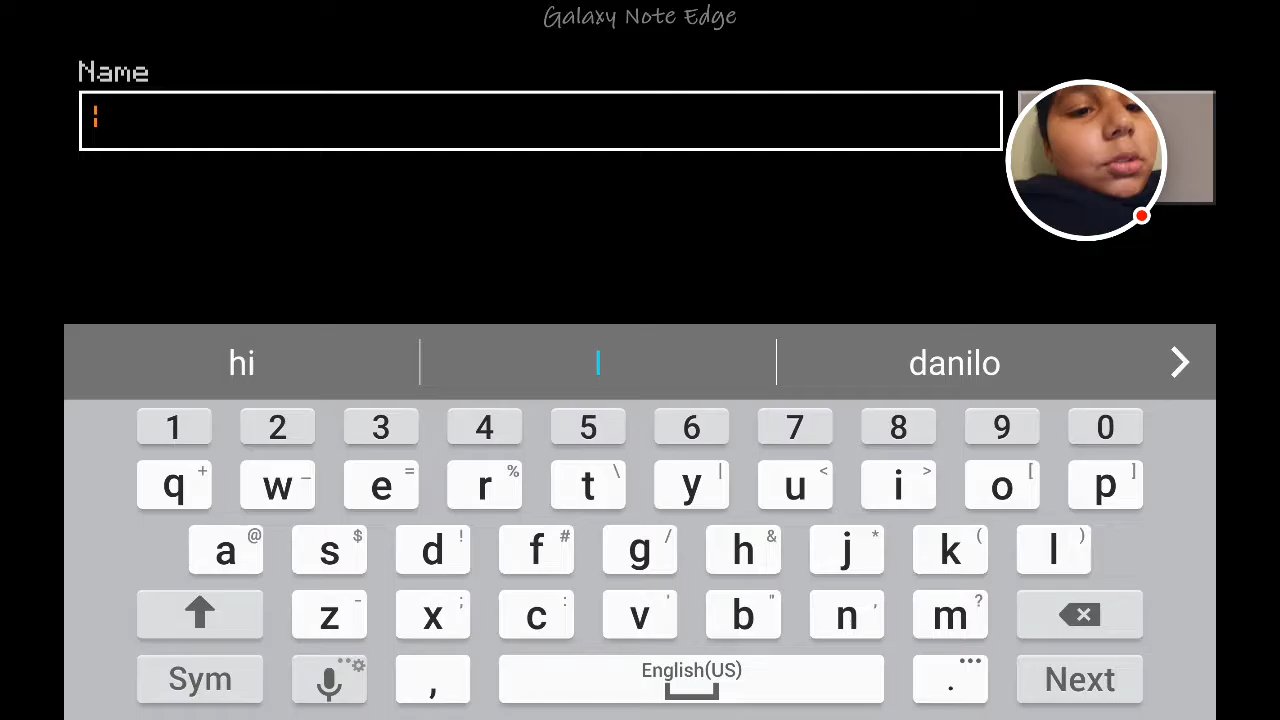 Galaxy Note Edge
Name
hi I danilo
1 2 3 4 5 6 7 8 9 0
q + w _ e = r % t \ y | u < i > o [ p ]
a @ s $ d ! f # g / h & j * k ( l )
z - x ; c : v ' b " n , m ?
Sym , English(US) . Next